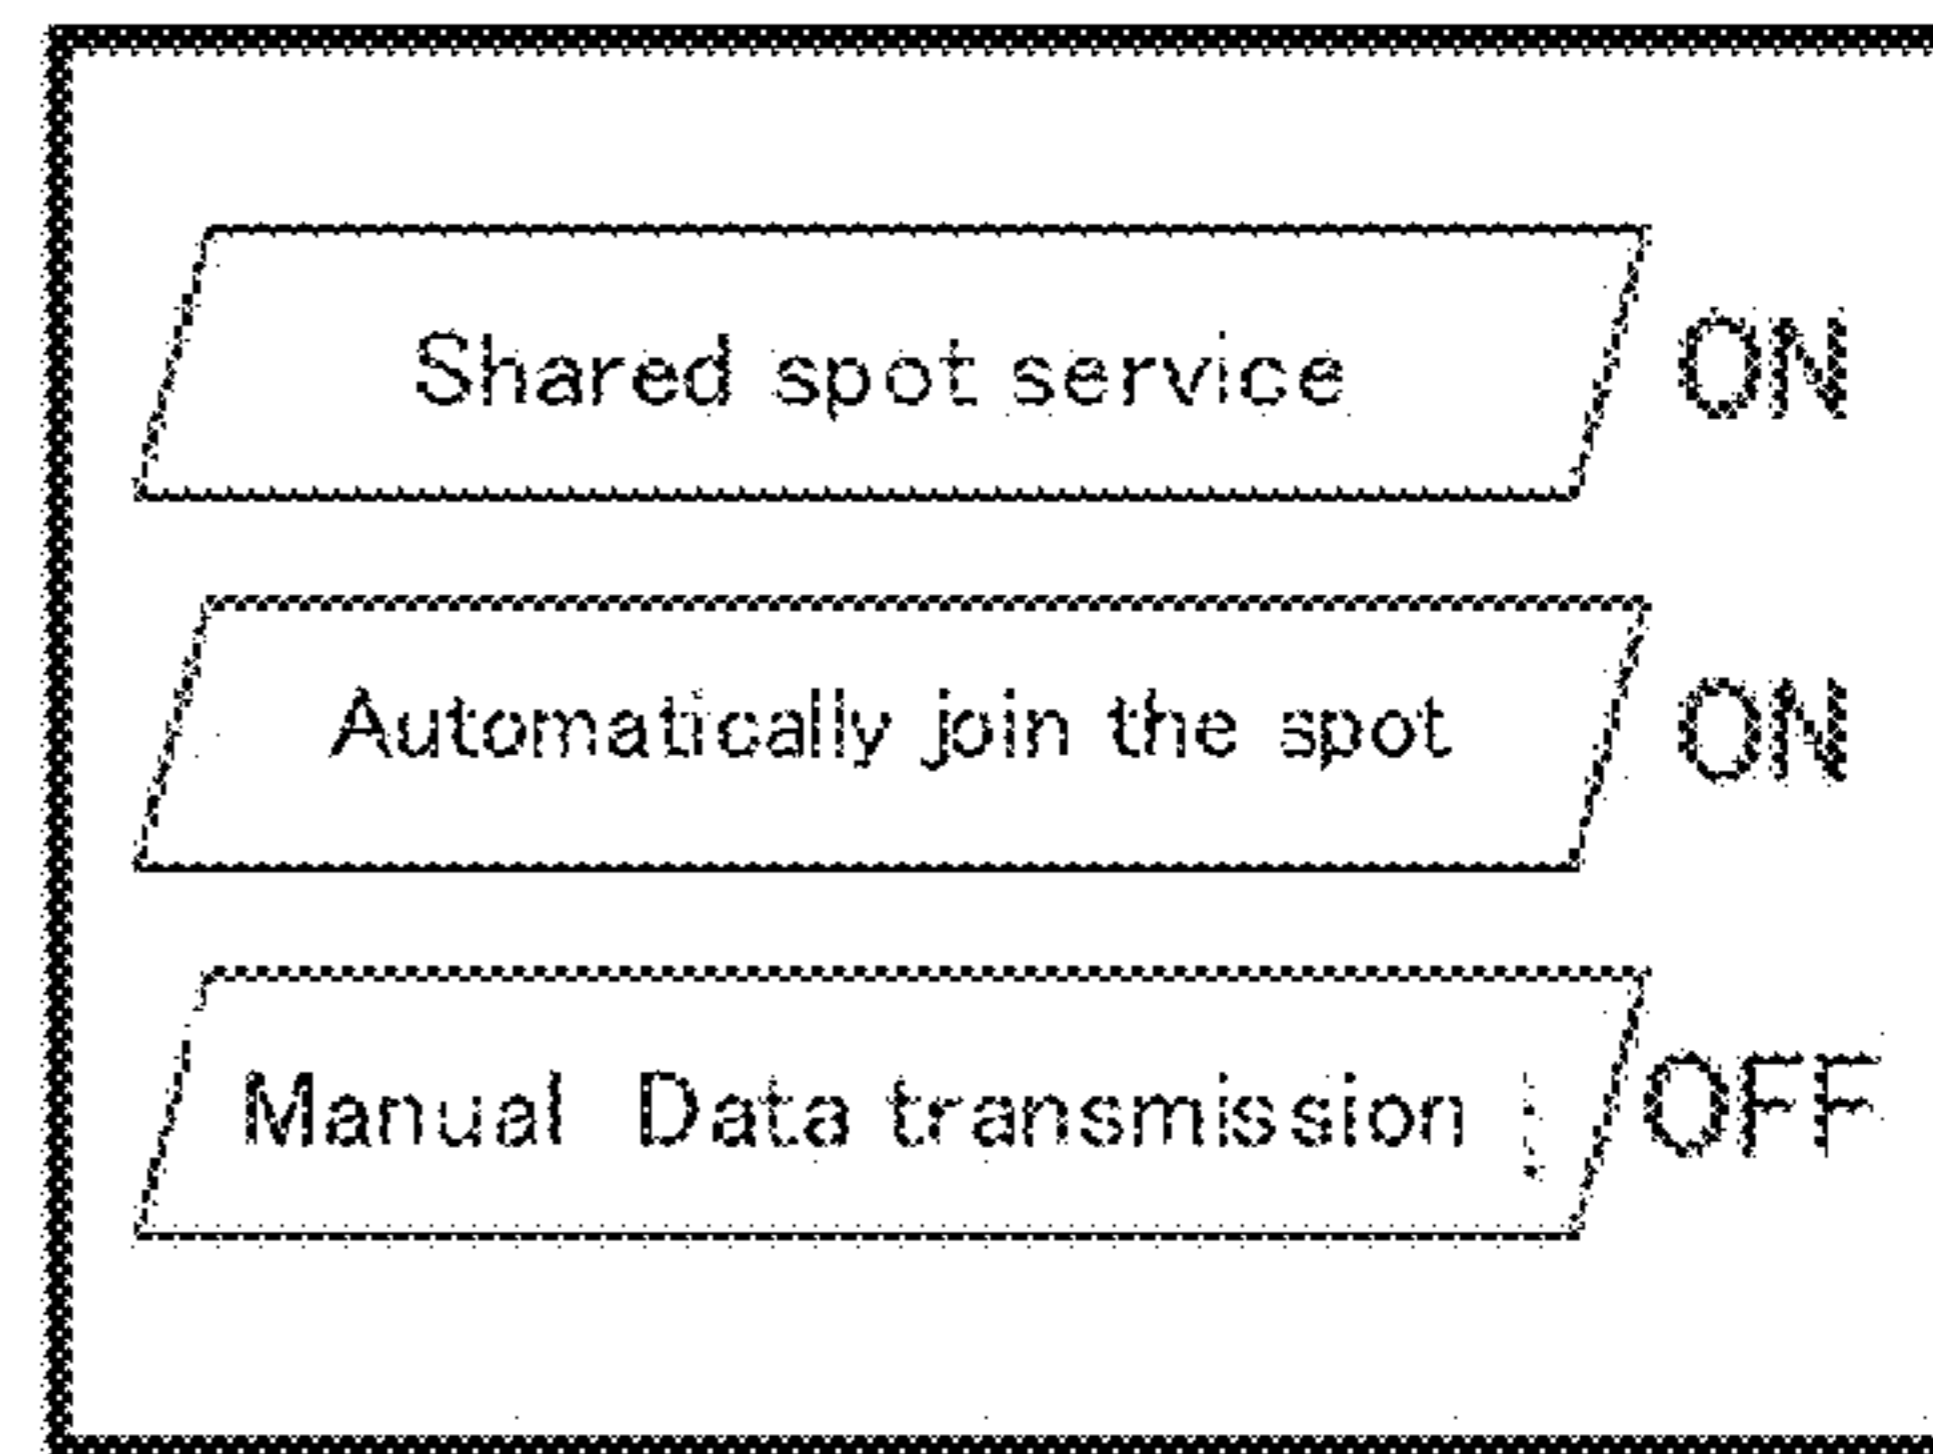 Shared spot service ON
Automatically join the spot ON
Manual Data transmission OFF